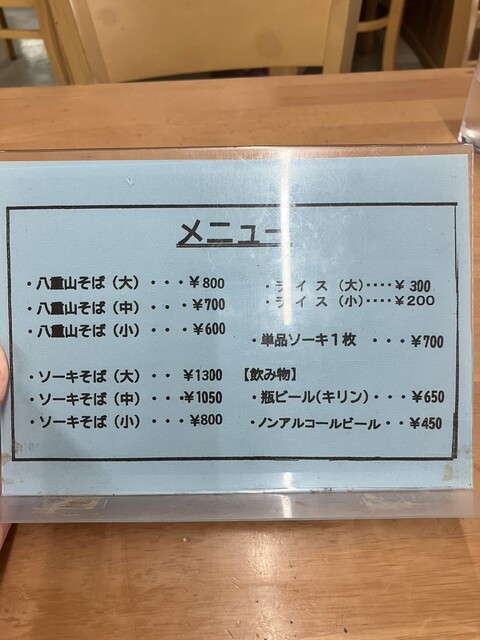 メニュー
・八重山そば（大）・・・￥800
・八重山そば（中）・・・￥700
・八重山そば（小）・・・￥600
・ソーキそば（大）・・ ￥1300
・ソーキそば（中）・・・￥1050
・ソーキそば（小）・・・￥800
・ライス（大）‥‥￥300
・ライス（小）‥‥￥200
・単品ソーキ１枚 ・・・￥700
【飲み物】
・瓶ビール(キリン)・・・￥650
・ノンアルコールビール・・￥450